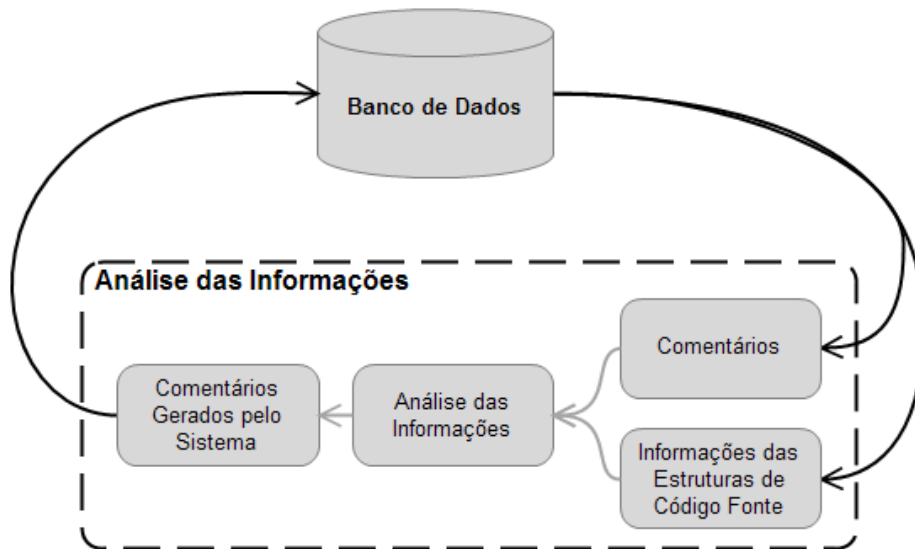 Banco de Dados
Análise das Informações
Comentários
Comentários
Gerados pelo
Sistema
Análise das
Informações
Informações das
Estruturas de
Código Fonte